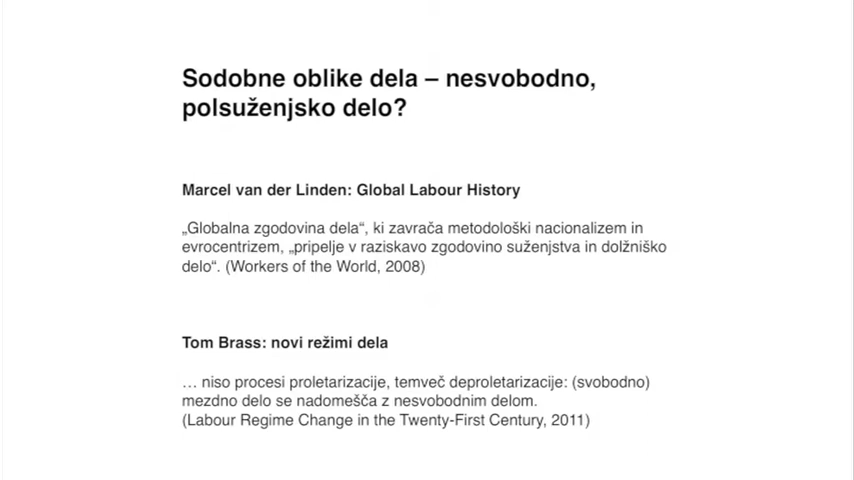 Sodobne oblike dela – nesvobodno,
polsuženjsko delo?
Marcel van der Linden: Global Labour History
„Globalna zgodovina dela“, ki zavrača metodološki nacionalizem in
evrocentrizem, „pripelje v raziskavo zgodovino suženjstva in dolžniško
delo“. (Workers of the World, 2008)
Tom Brass: novi režimi dela
… niso procesi proletarizacije, temveč deproletarizacije: (svobodno)
mezdno delo se nadomešča z nesvobodnim delom.
(Labour Regime Change in the Twenty-First Century, 2011)